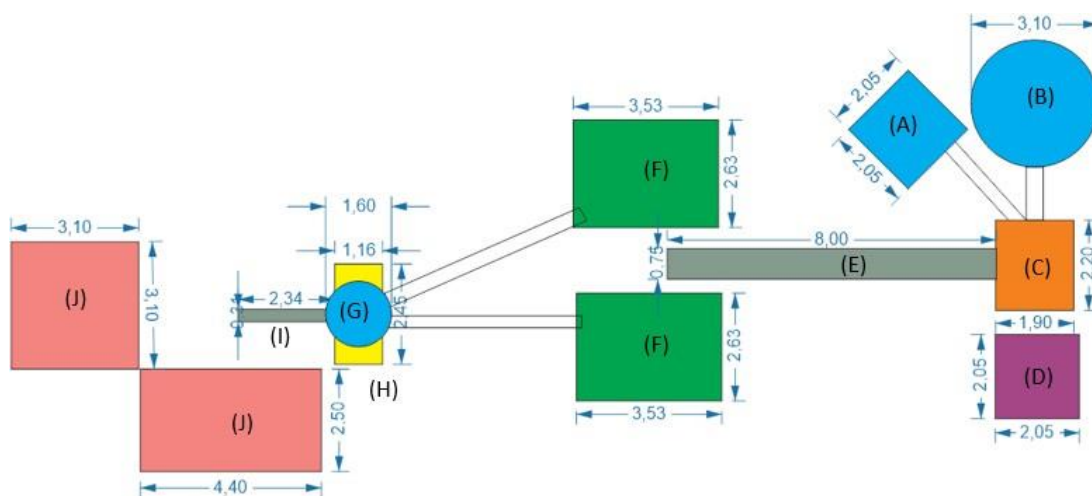 3,10
(B)
2,05
(A)
2,05
3,53
(F)
2,63
1,60
1,16
8,00
0,75
(E)
(C)
2,20
3,10
(J)
3,10
2,34
0,31
(G)
2,45
(I)
(H)
(F)
2,63
3,53
1,90
2,05
(D)
2,05
(J)
2.50
4,40